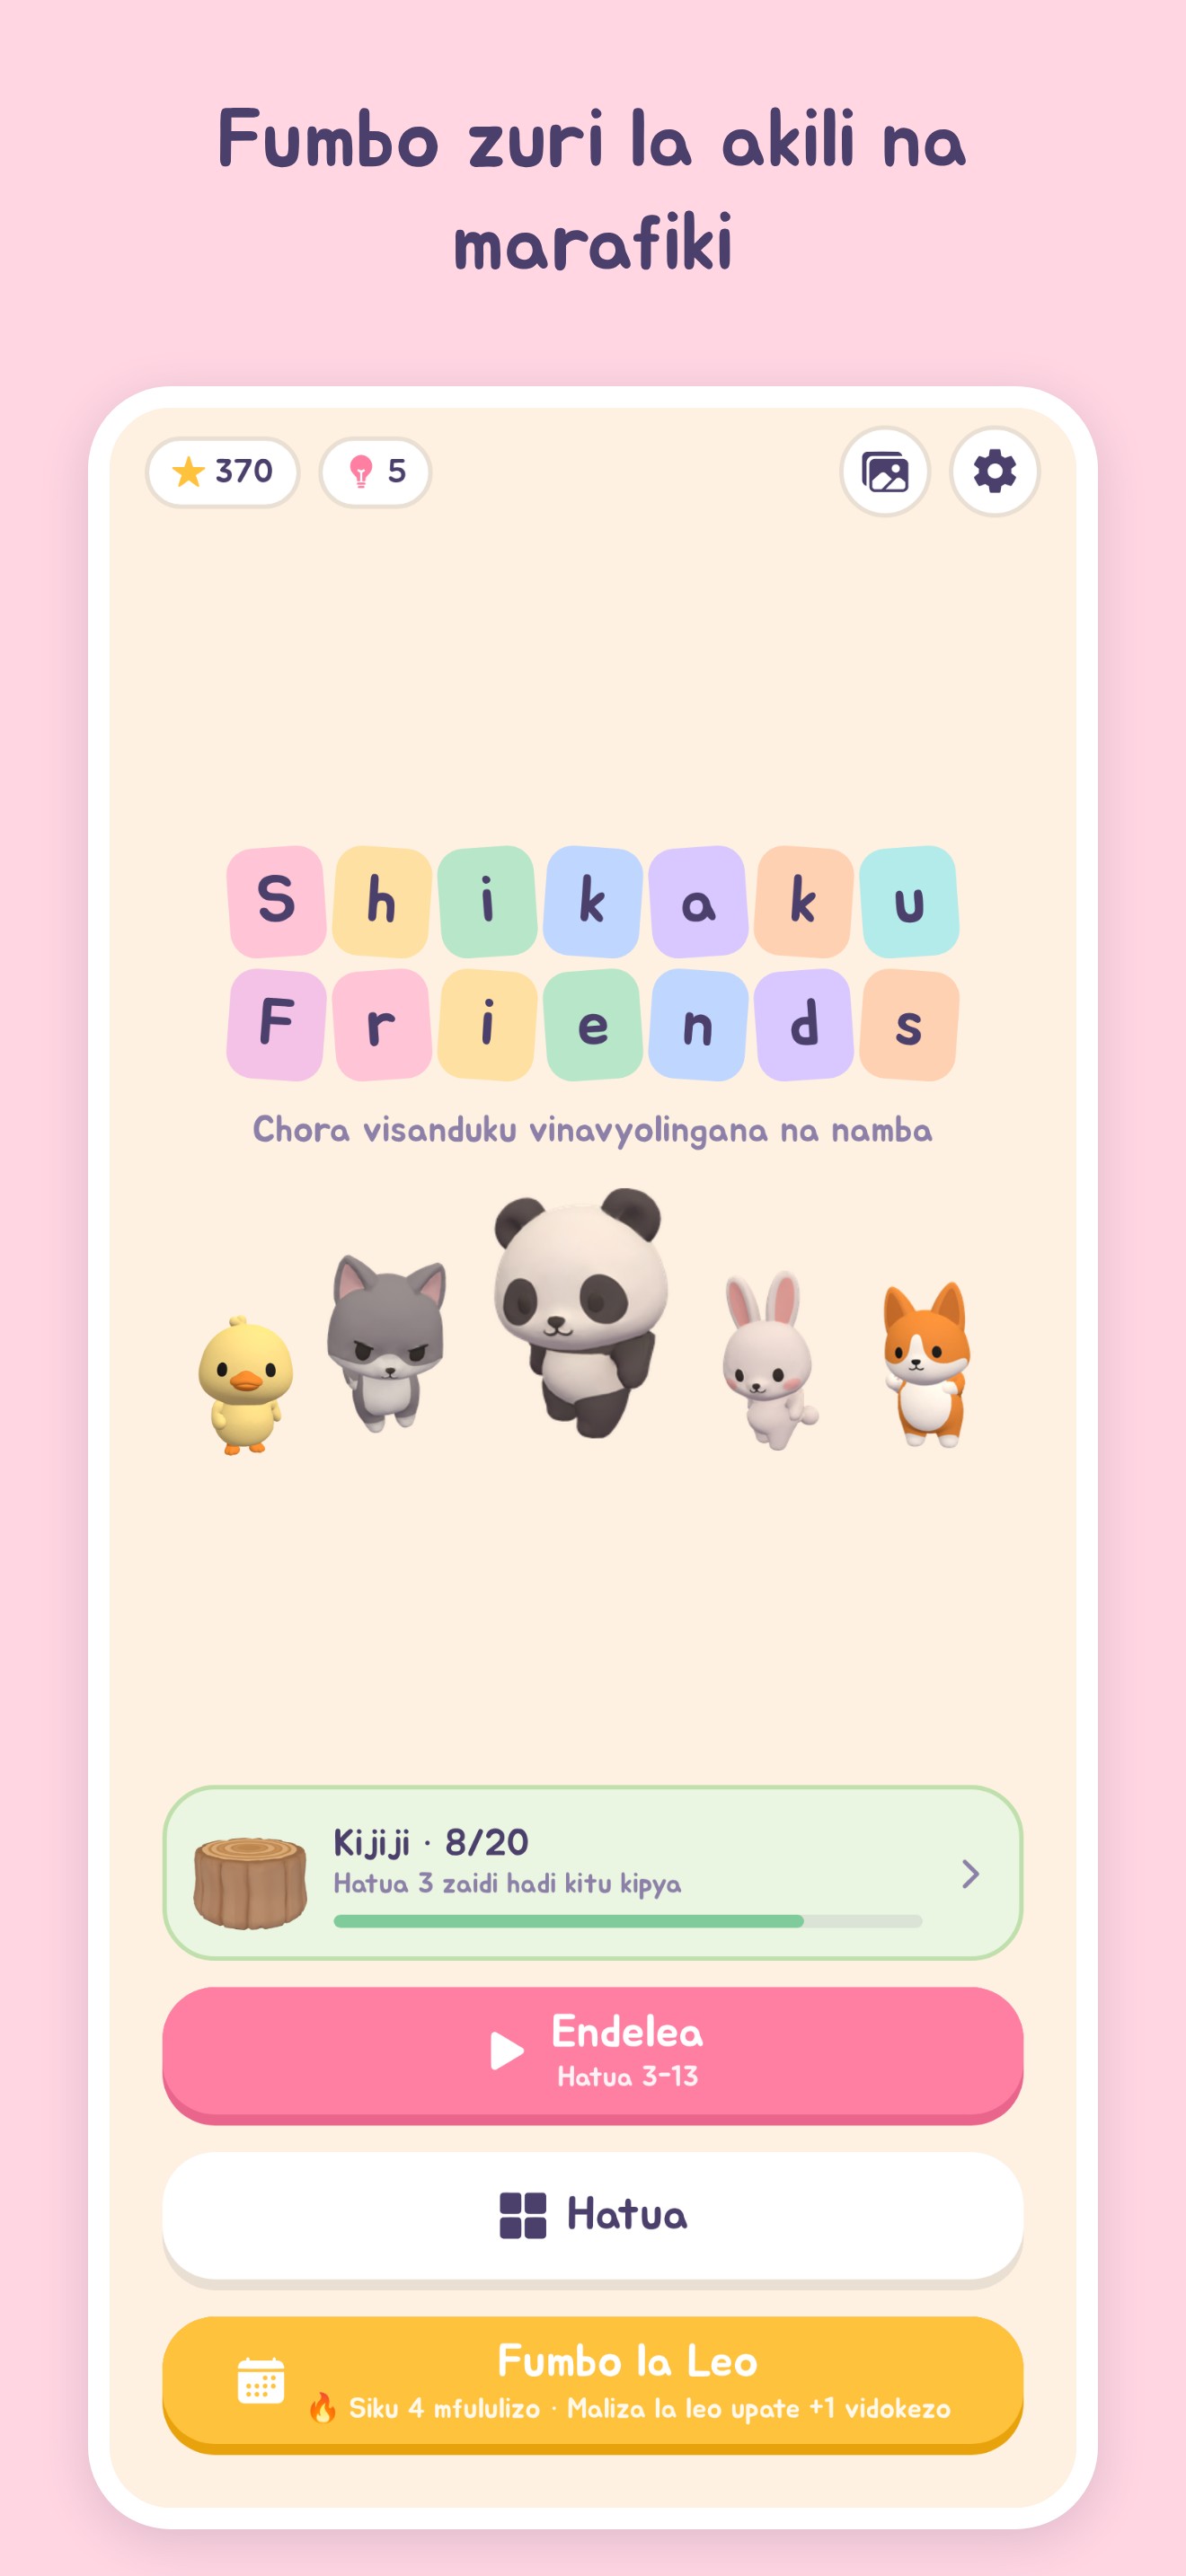 Fumbo zuri la akili na
marafiki
370
5
Shikaku
Friends
Chora visanduku vinavyolingana na namba
Kijiji · 8/20
Hatua 3 zaidi hadi kitu kipya
Endelea
Hatua 3-13
Hatua
Fumbo la Leo
🔥 Siku 4 mfululizo · Maliza la leo upate +1 vidokezo